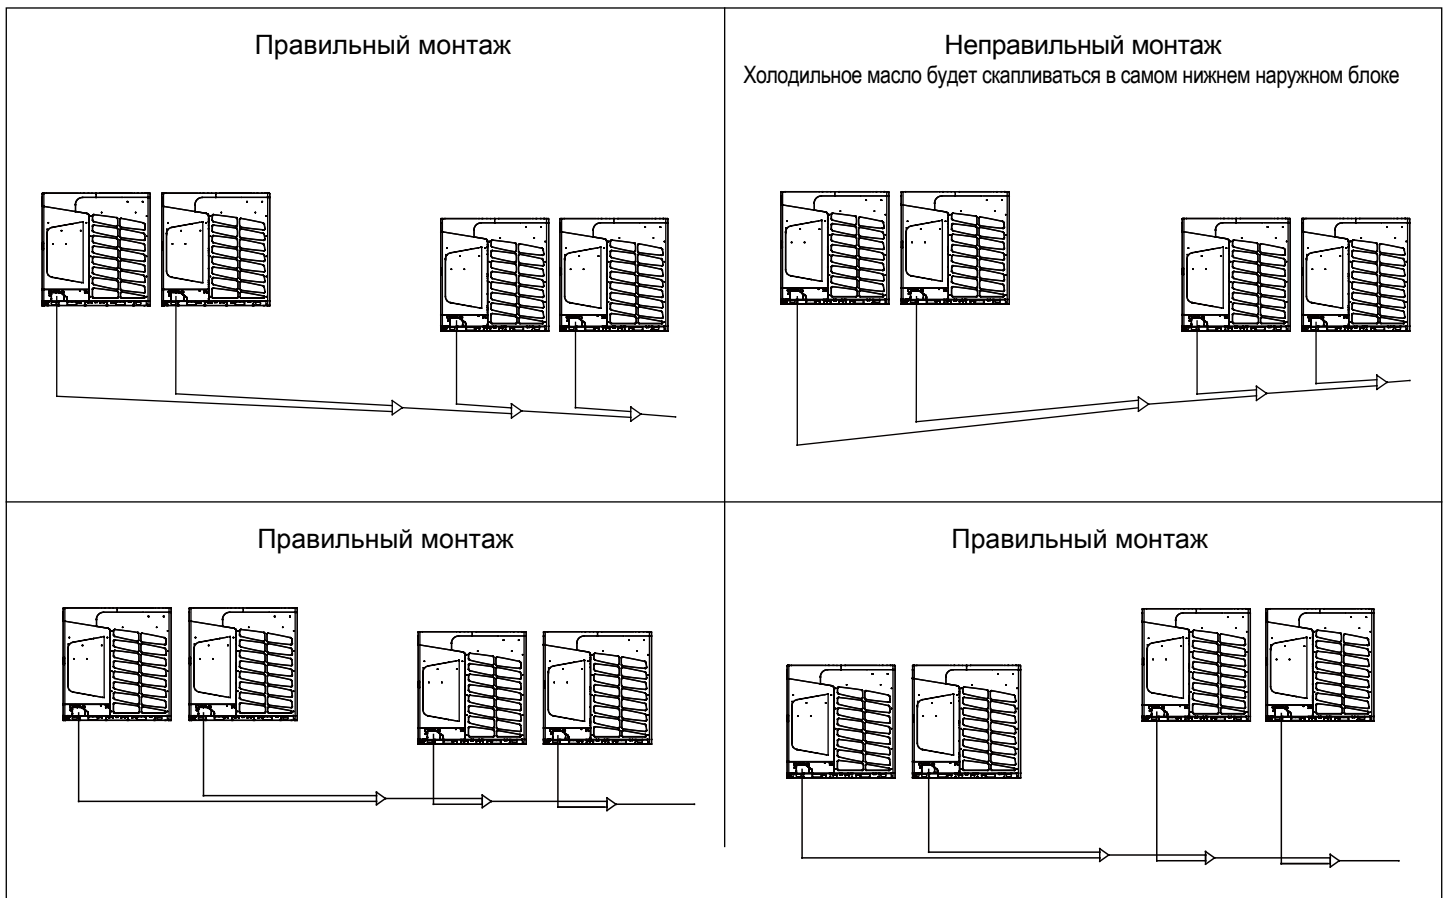 Правильный монтаж
Неправильный монтаж
Холодильное масло будет скапливаться в самом нижнем наружном блоке
Правильный монтаж
Правильный монтаж